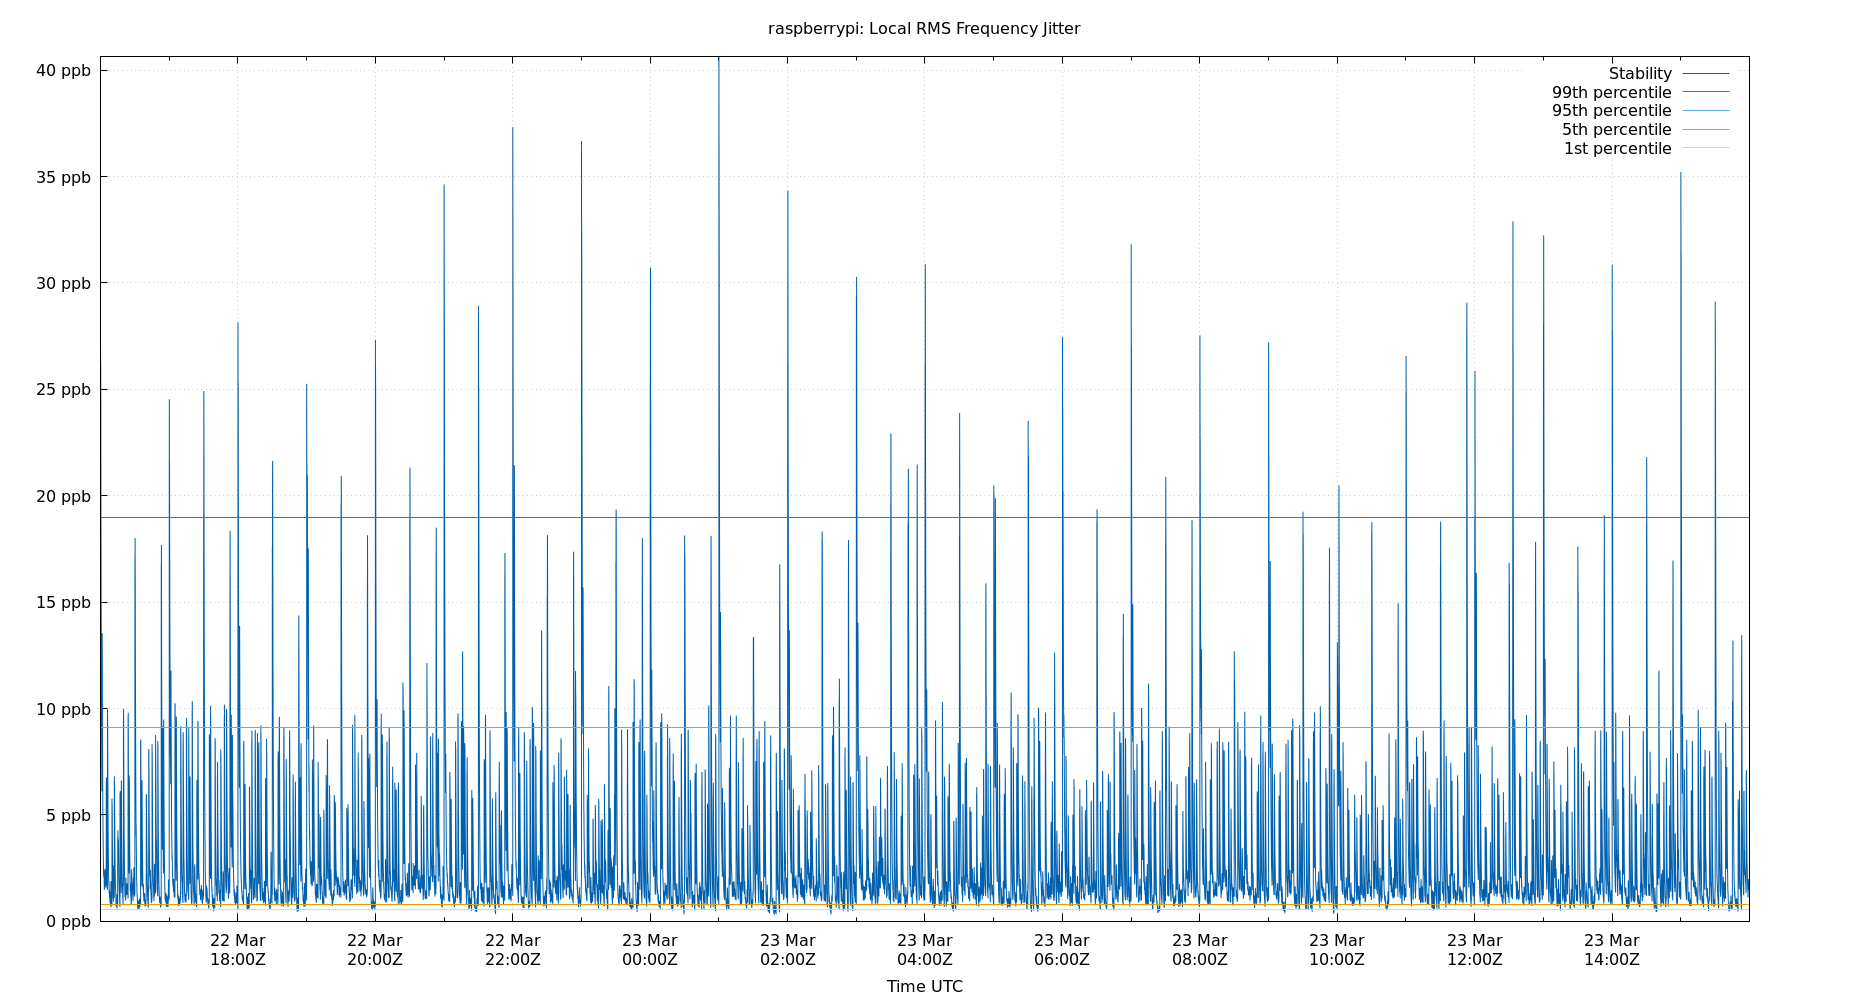 raspberrypi: Local RMS Frequency Jitter
40 ppb
35 ppb
30 ppb
25 ppb
20 ppb
15 ppb
10 ppb
5 ppb
0 ppb
Stability
99th percentile
95th percentile
5th percentile
1st percentile
22 Mar
18:00Z
22 Mar
20:00Z
22 Mar
22:00Z
23 Mar
00:00Z
23 Mar
02:00Z
23 Mar
04:00Z
23 Mar
06:00Z
23 Mar
08:00Z
23 Mar
10:00Z
23 Mar
12:00Z
23 Mar
14:00Z
Time UTC